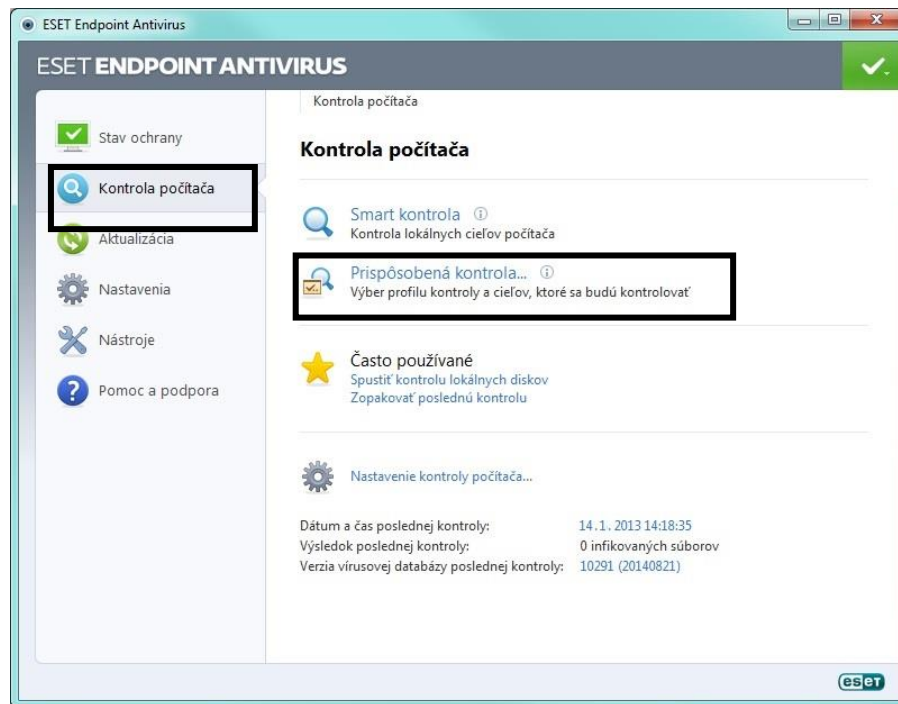 ESET Endpoint Antivirus
ESET ENDPOINT ANTIVIRUS
Stav ochrany
Kontrola počítača
Aktualizácia
Nastavenia
Nástroje
Pomoc a podpora
Kontrola počítača
Kontrola počítača
Smart kontrola
Kontrola lokálnych cieľov počítača
Prispôsobená kontrola...
Výber profilu kontroly a cieľov, ktoré sa budú kontrolovať
Často používané
Spustiť kontrolu lokálnych diskov
Zopakovať poslednú kontrolu
Nastavenie kontroly počítača...
Dátum a čas poslednej kontroly: 14.1.2013 14:18:35
Výsledok poslednej kontroly: 0 infikovaných súborov
Verzia vírusovej databázy poslednej kontroly: 10291 (20140821)
eset